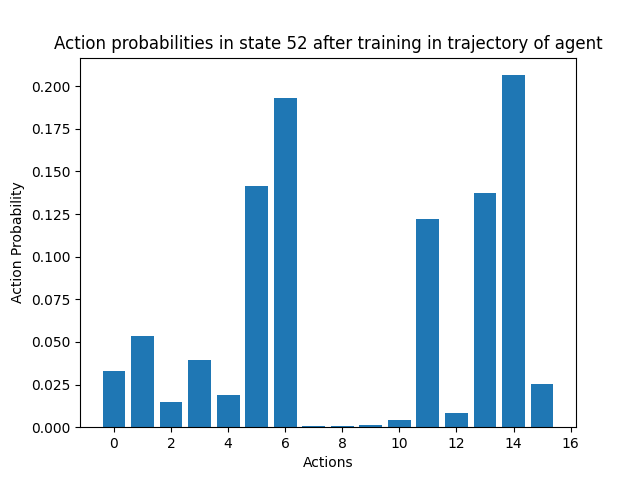 Action probabilities in state 52 after training in trajectory of agent
0.200
0.175
0.150
0.125
0.100
0.075
0.050
0.025
0.000
Action Probability
0 2 4 6 8 10 12 14 16
Actions